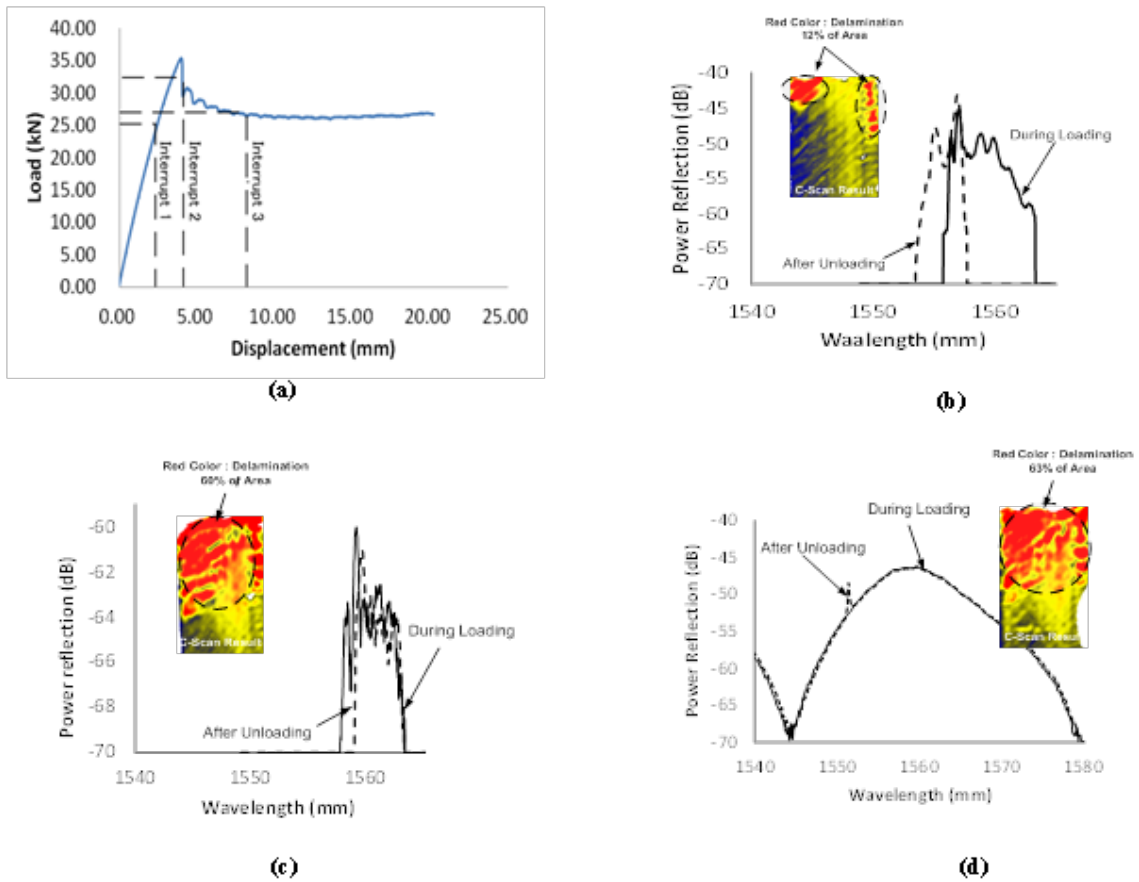 40.00
35.00
30.00
25.00
20.00
15.00
10.00
5.00
0.00
Load (kN)
Interrupt 1
Interrupt 2
Interrupt 3
0.00 5.00 10.00 15.00 20.00 25.00
Displacement (mm)
(a)
Red Color : Delamination
12% of Area
-40
-45
-50
-55
-60
-65
-70
Power Reflection (dB)
C-Scan Result
During Loading
After Unloading
1540 1550 1560
Waalength (mm)
(b)
Red Color : Delamination
60% of Area
-60
-62
-64
-66
-68
-70
Power reflection (dB)
C-Scan Result
During Loading
After Unloading
1540 1550 1560
Wavelength (mm)
(c)
Red Color : Delamination
63% of Area
-40
-45
-50
-55
-60
-65
-70
Power Reflection (dB)
During Loading
After Unloading
C-Scan Result
1540 1550 1560 1570 1580
Wavelength (mm)
(d)